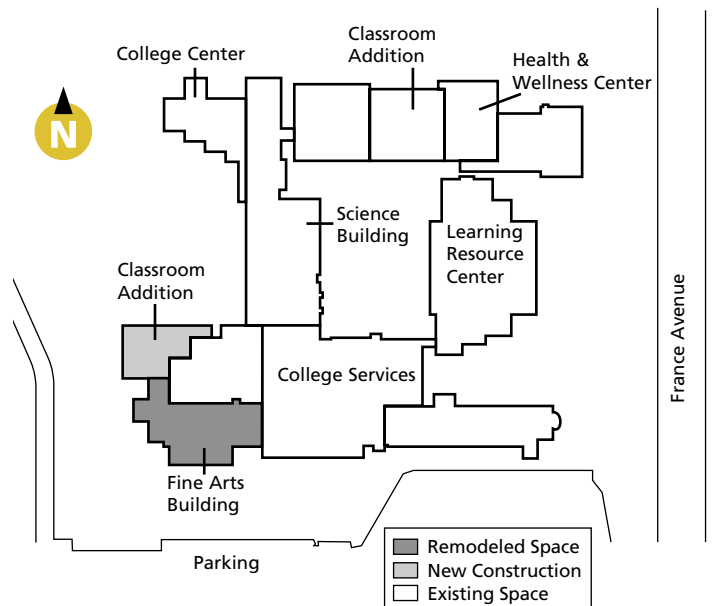 College Center
Classroom
Addition
Health &
Wellness Center
N
Science
Building
Learning
Resource
Center
Classroom
Addition
College Services
France Avenue
Fine Arts
Building
Parking
Remodeled Space
New Construction
Existing Space